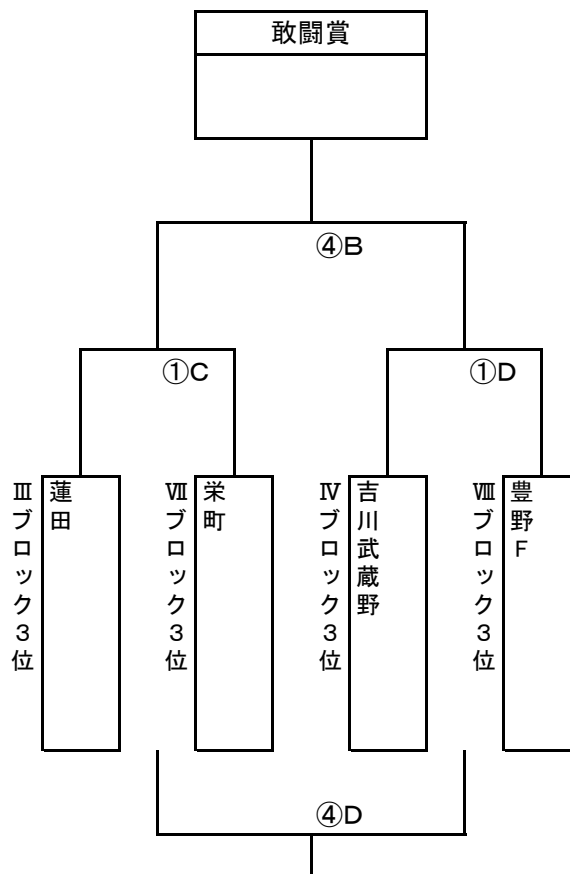 敢闘賞
④B
①C
①D
Ⅲブロック3位
蓮田
Ⅶブロック3位
栄町
Ⅳブロック3位
吉川武蔵野
Ⅷブロック3位
豊野F
④D